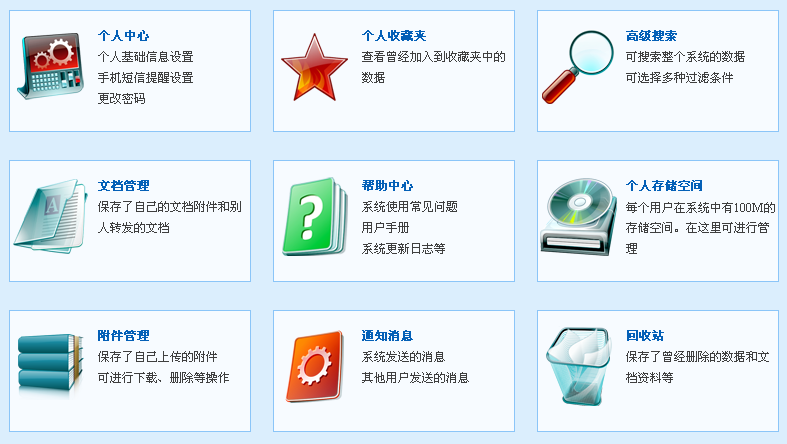 个人中心
个人基础信息设置
手机短信提醒设置
更改密码
个人收藏夹
查看曾经加入到收藏夹中的
数据
高级搜索
可搜索整个系统的数据
可选择多种过滤条件
文档管理
保存了自己的文档附件和别
人转发的文档
A
帮助中心
系统使用常见问题
用户手册
系统更新日志等
?
个人存储空间
每个用户在系统中有100M的
存储空间。在这里可进行管
理
附件管理
保存了自己上传的附件
可进行下载、删除等操作
通知消息
系统发送的消息
其他用户发送的消息
回收站
保存了曾经删除的数据和文
档资料等